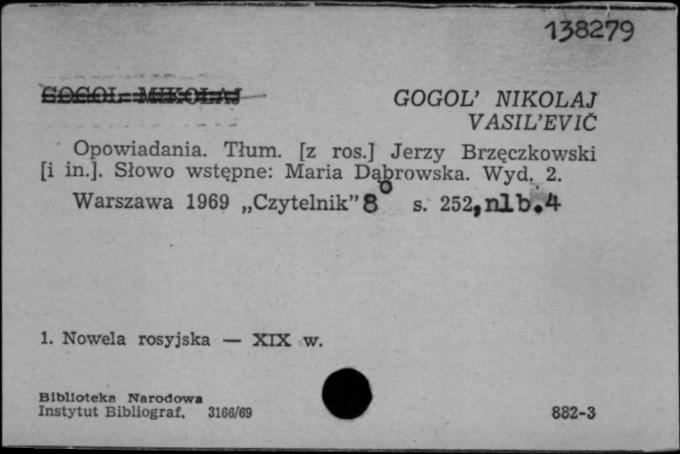 138279
GOGOL MIKOLAJ
GOGOL' NIKOLAJ
VASIL'EVIČ
Opowiadania. Tłum. [z ros.] Jerzy Brzęczkowski
[i in.]. Słowo wstępne: Maria Dąbrowska. Wyd. 2.
Warszawa 1969 „Czytelnik” 8° s. 252, nlb. 4
1. Nowela rosyjska — XIX w.
Biblioteka Narodowa
Instytut Bibliograf. 3166/69
882-3